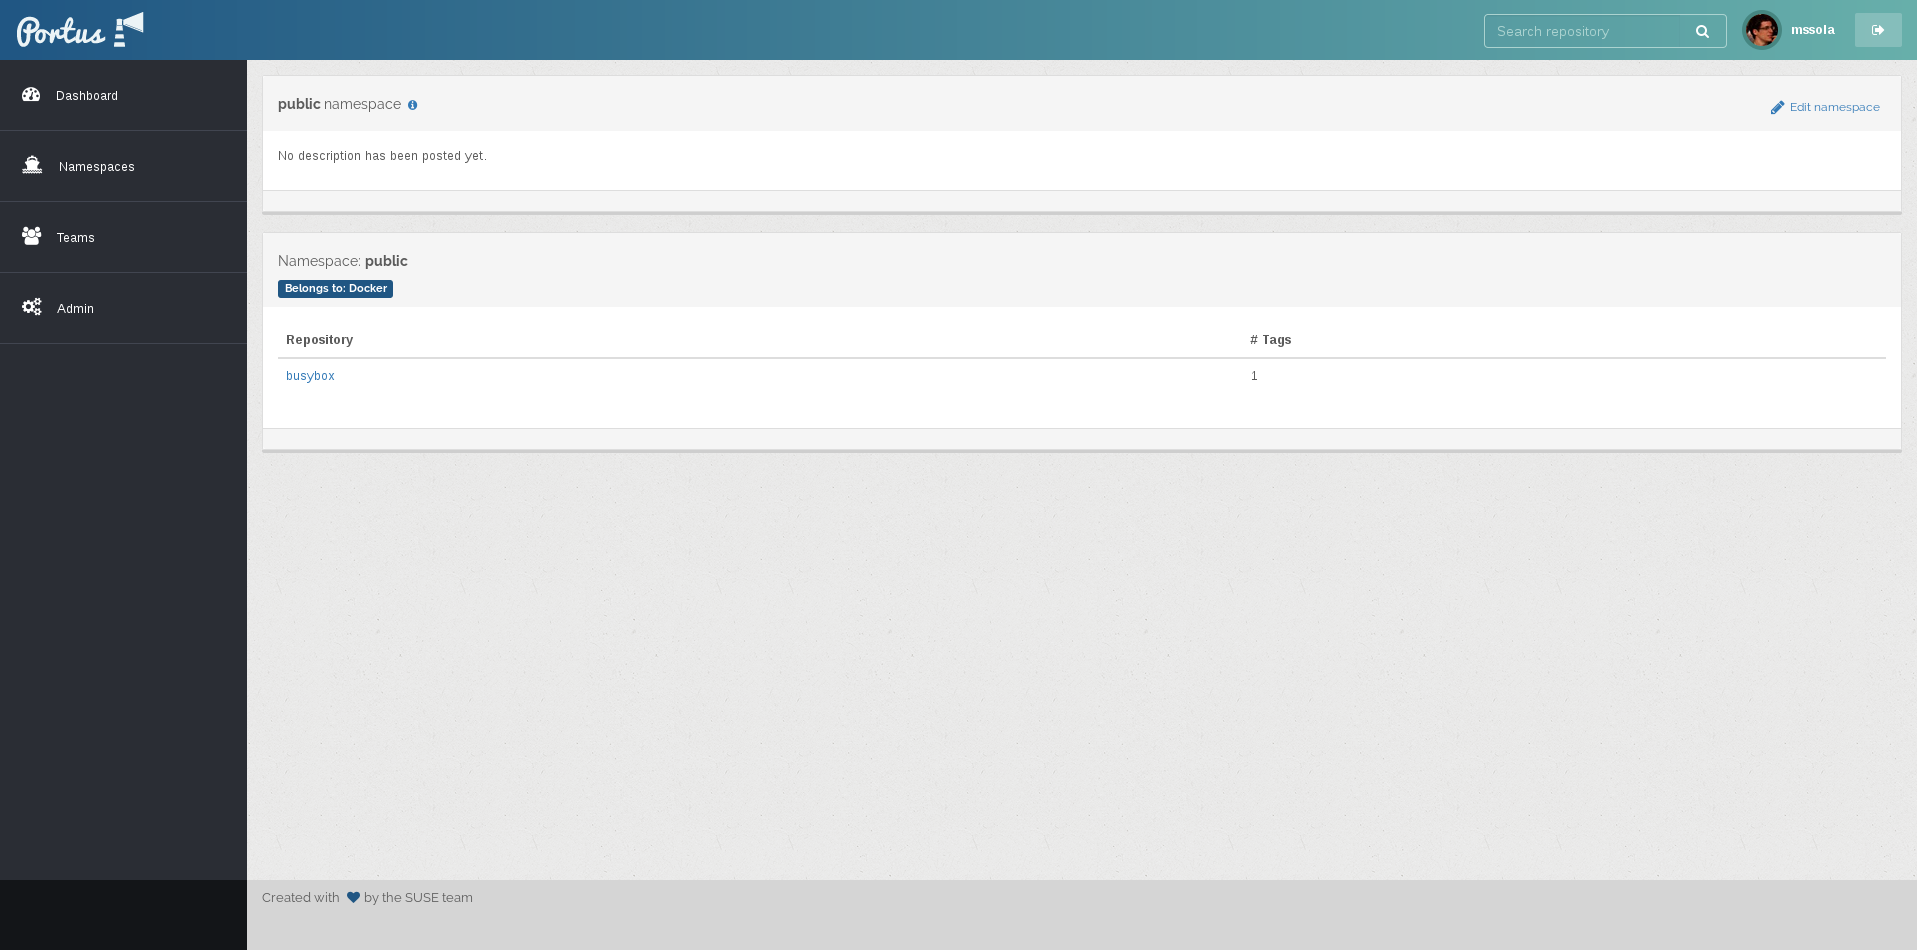 Portus
Search repository
mssola
Dashboard
Namespaces
Teams
Admin
public namespace
Edit namespace
No description has been posted yet.
Namespace: public
Belongs to: Docker
Repository # Tags
busybox 1
Created with by the SUSE team